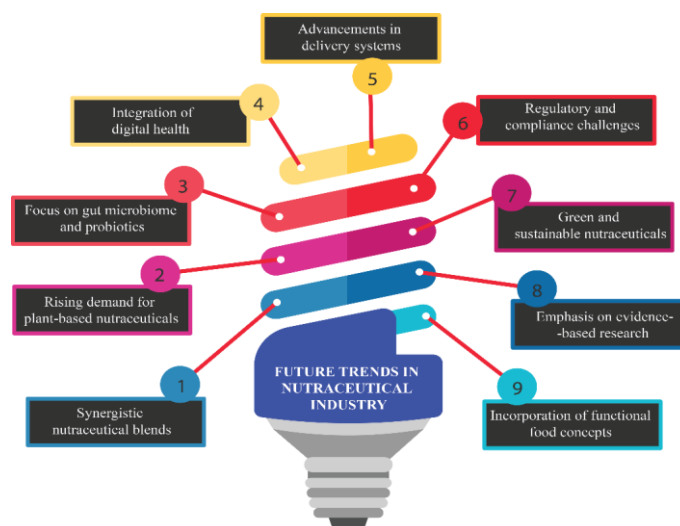 Advancements in
delivery systems
5
4
Integration of
digital health
6
Regulatory and
compliance challenges
3
Focus on gut microbiome
and probiotics
7
Green and
sustainable nutraceuticals
2
Rising demand for
plant-based nutraceuticals
8
Emphasis on evidence-
-based research
FUTURE TRENDS IN
NUTRACEUTICAL
INDUSTRY
1
Synergistic
nutraceutical blends
9
Incorporation of functional
food concepts